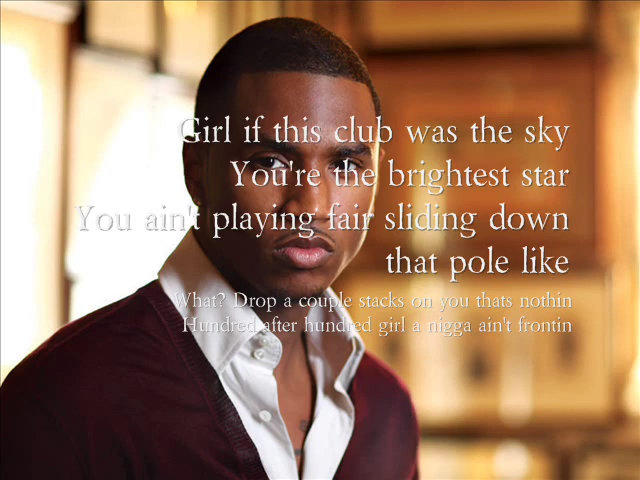 Girl if this club was the sky
You're the brightest star
You ain't playing fair sliding down
that pole like
What? Drop a couple stacks on you thats nothin
Hundred after hundred girl a nigga ain't frontin